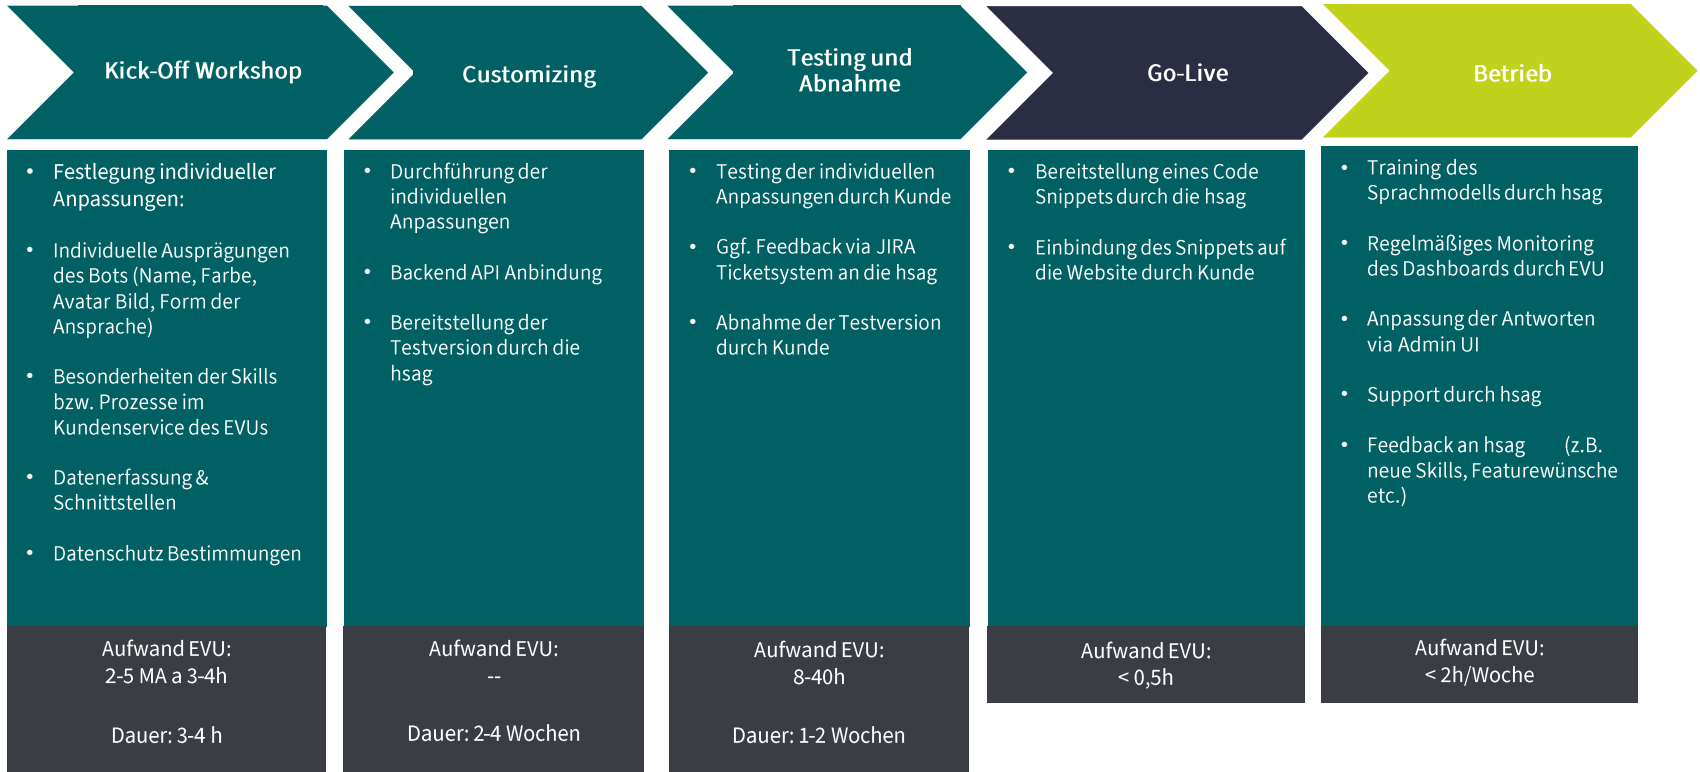 Kick-Off Workshop
Customizing
Testing und
Abnahme
Go-Live
Betrieb
• Festlegung individueller
Anpassungen:
• Individuelle Ausprägungen
des Bots (Name, Farbe,
Avatar Bild, Form der
Ansprache)
• Besonderheiten der Skills
bzw. Prozesse im
Kundenservice des EVUs
• Datenerfassung &
Schnittstellen
• Datenschutz Bestimmungen
Aufwand EVU:
2-5 MA a 3-4h
Dauer: 3-4 h
• Durchführung der
individuellen
Anpassungen
• Backend API Anbindung
• Bereitstellung der
Testversion durch die
hsag
Aufwand EVU:
--
Dauer: 2-4 Wochen
• Testing der individuellen
Anpassungen durch Kunde
• Ggf. Feedback via JIRA
Ticketsystem an die hsag
• Abnahme der Testversion
durch Kunde
Aufwand EVU:
8-40h
Dauer: 1-2 Wochen
• Bereitstellung eines Code
Snippets durch die hsag
• Einbindung des Snippets auf
die Website durch Kunde
Aufwand EVU:
< 0,5h
• Training des
Sprachmodells durch hsag
• Regelmäßiges Monitoring
des Dashboards durch EVU
• Anpassung der Antworten
via Admin UI
• Support durch hsag
• Feedback an hsag (z.B.
neue Skills, Featurewünsche
etc.)
Aufwand EVU:
< 2h/Woche